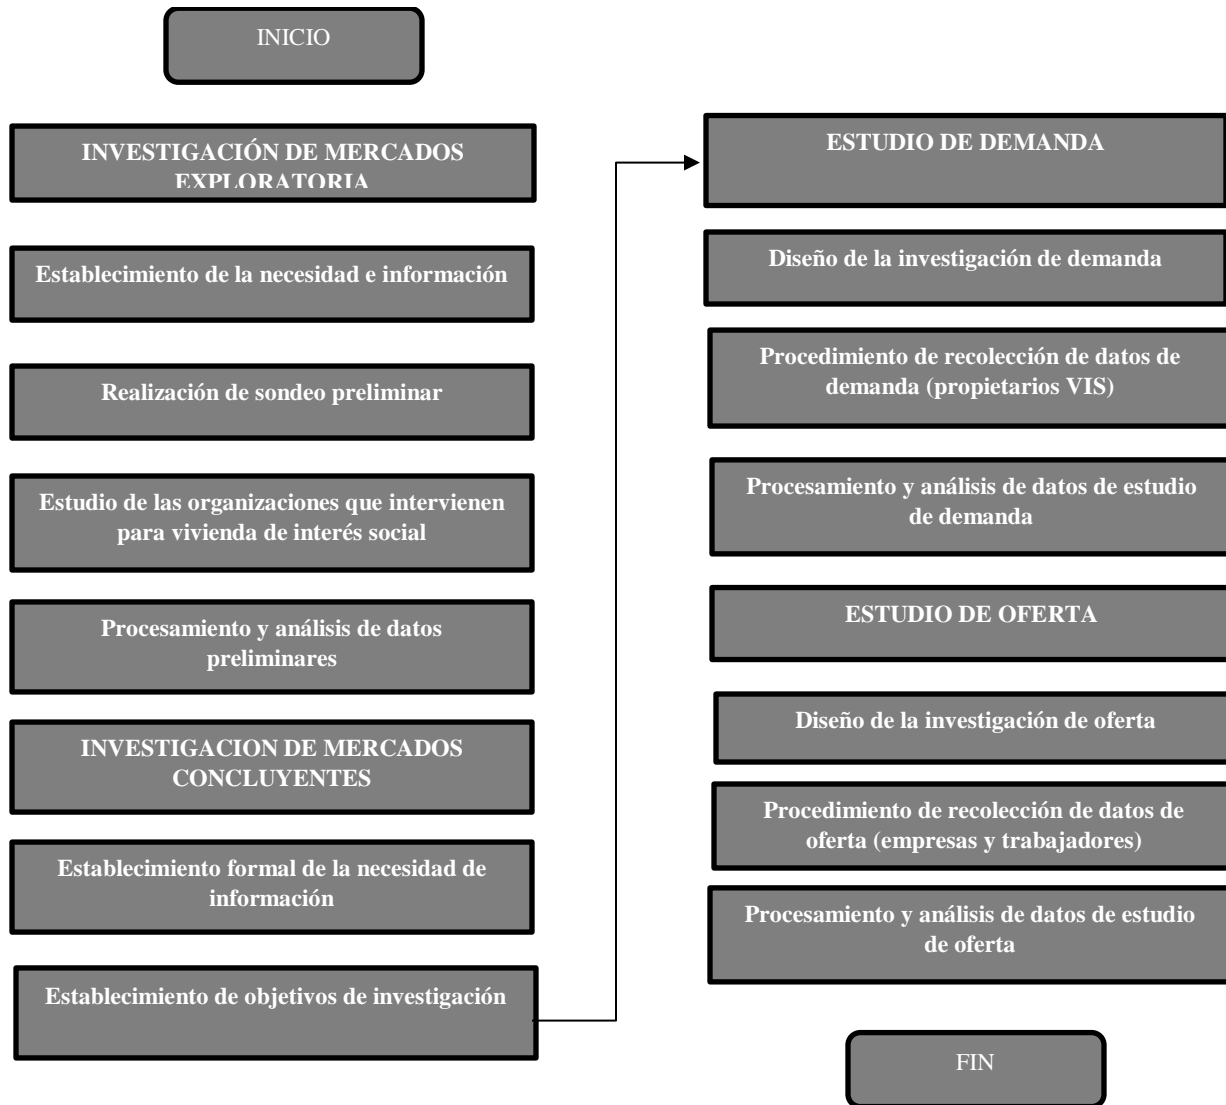 INICIO
INVESTIGACIÓN DE MERCADOS
EXPLORATORIA
Establecimiento de la necesidad e información
Realización de sondeo preliminar
Estudio de las organizaciones que intervienen
para vivienda de interés social
Procesamiento y análisis de datos
preliminares
INVESTIGACION DE MERCADOS
CONCLUYENTES
Establecimiento formal de la necesidad de
información
Establecimiento de objetivos de investigación
ESTUDIO DE DEMANDA
Diseño de la investigación de demanda
Procedimiento de recolección de datos de
demanda (propietarios VIS)
Procesamiento y análisis de datos de estudio
de demanda
ESTUDIO DE OFERTA
Diseño de la investigación de oferta
Procedimiento de recolección de datos de
oferta (empresas y trabajadores)
Procesamiento y análisis de datos de estudio
de oferta
FIN